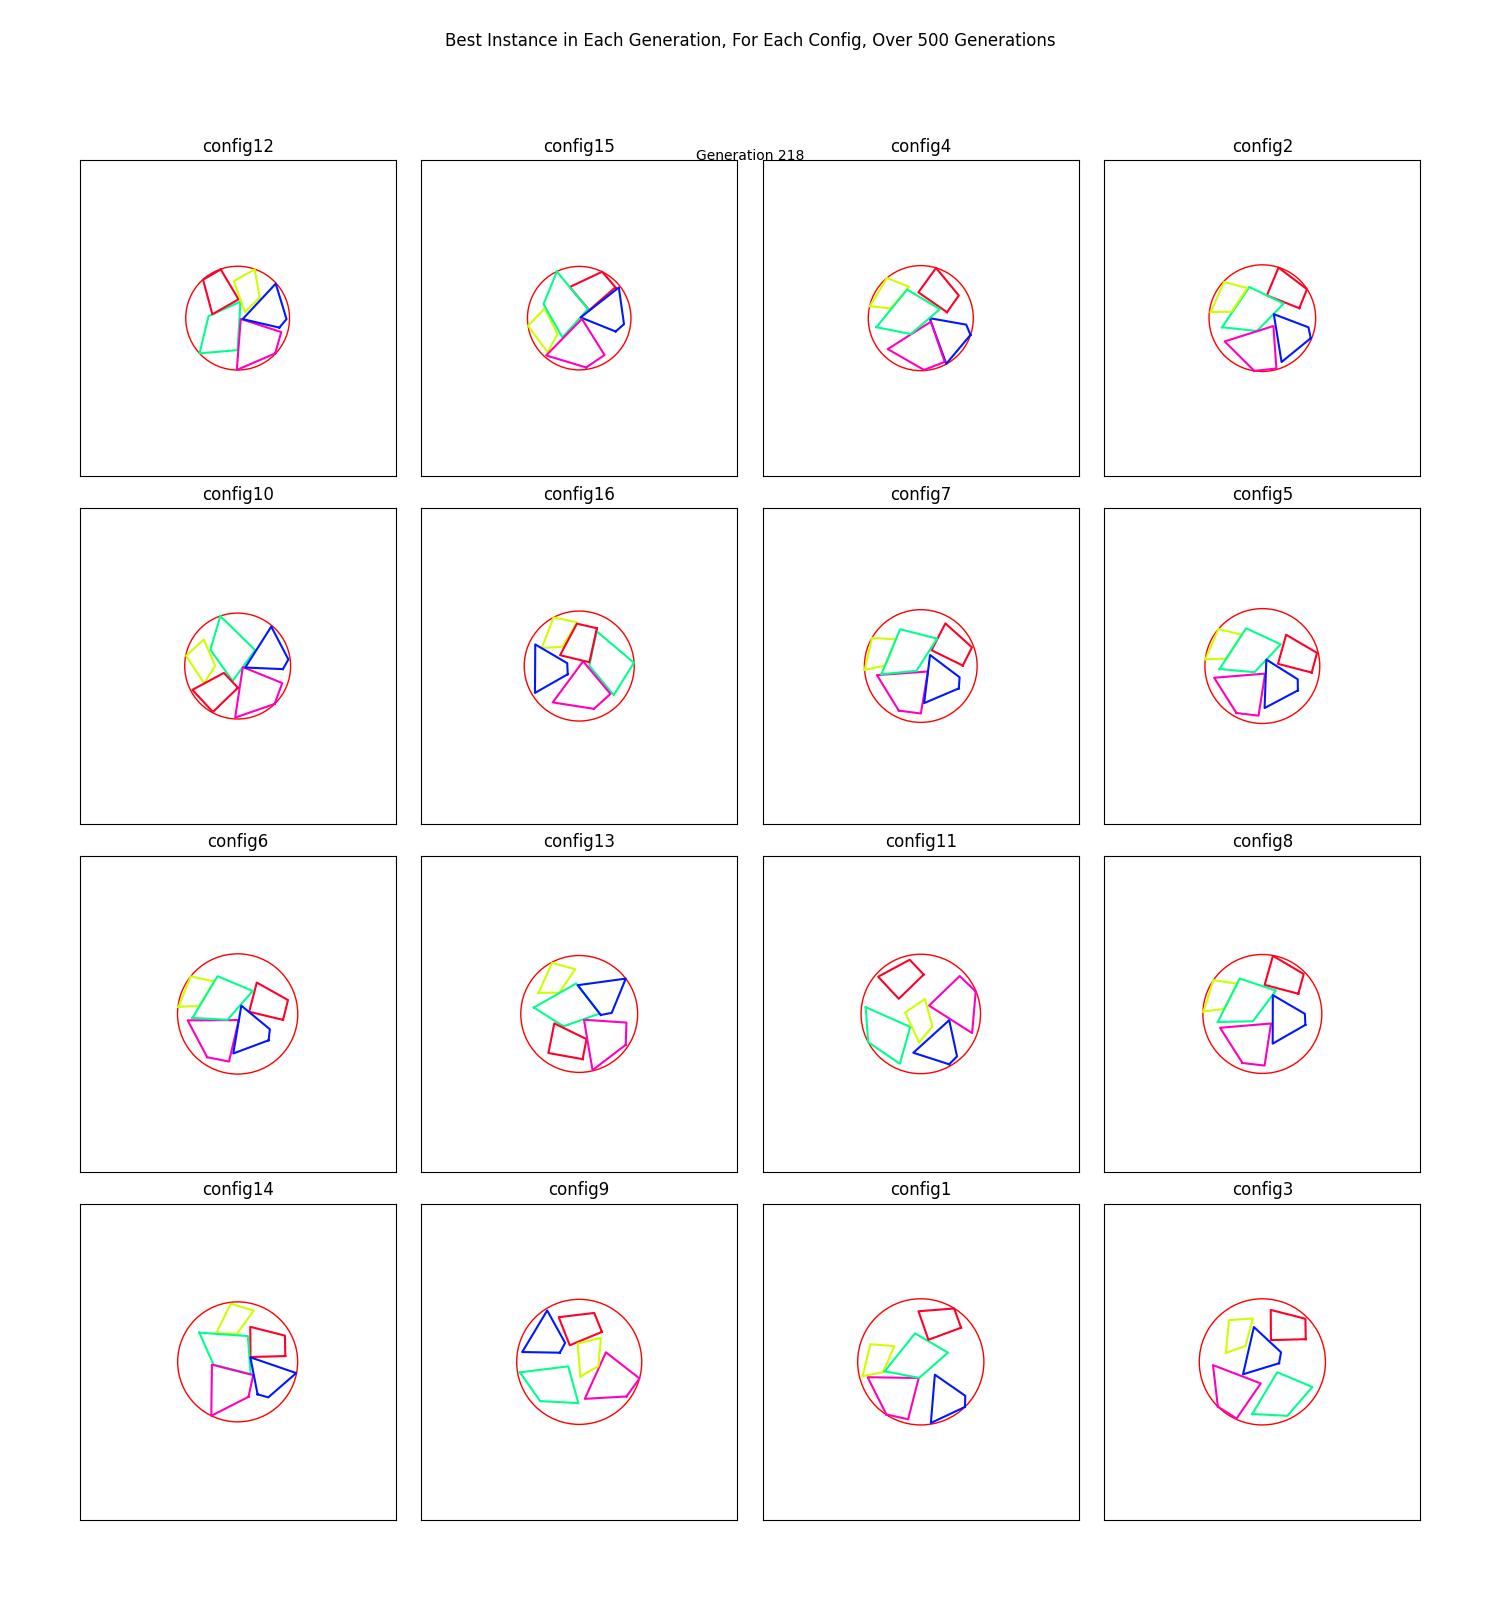 Best Instance in Each Generation, For Each Config, Over 500 Generations
Generation 218
config12
config15
config4
config2
config10
config16
config7
config5
config6
config13
config11
config8
config14
config9
config1
config3